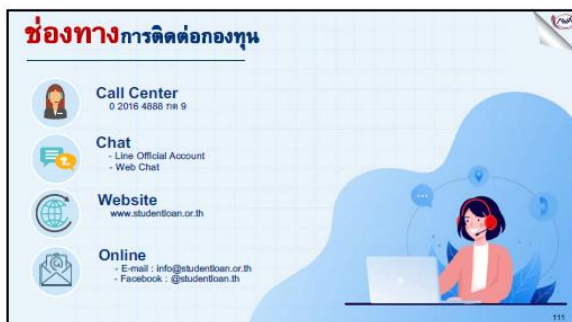 ช่องทางการติดต่อกองทุน
Call Center
0 2016 4888 กด 9
Chat
- Line Official Account
- Web Chat
Website
www.studentloan.or.th
Online
- E-mail : info@studentloan.or.th
- Facebook : @studentloan.th
111